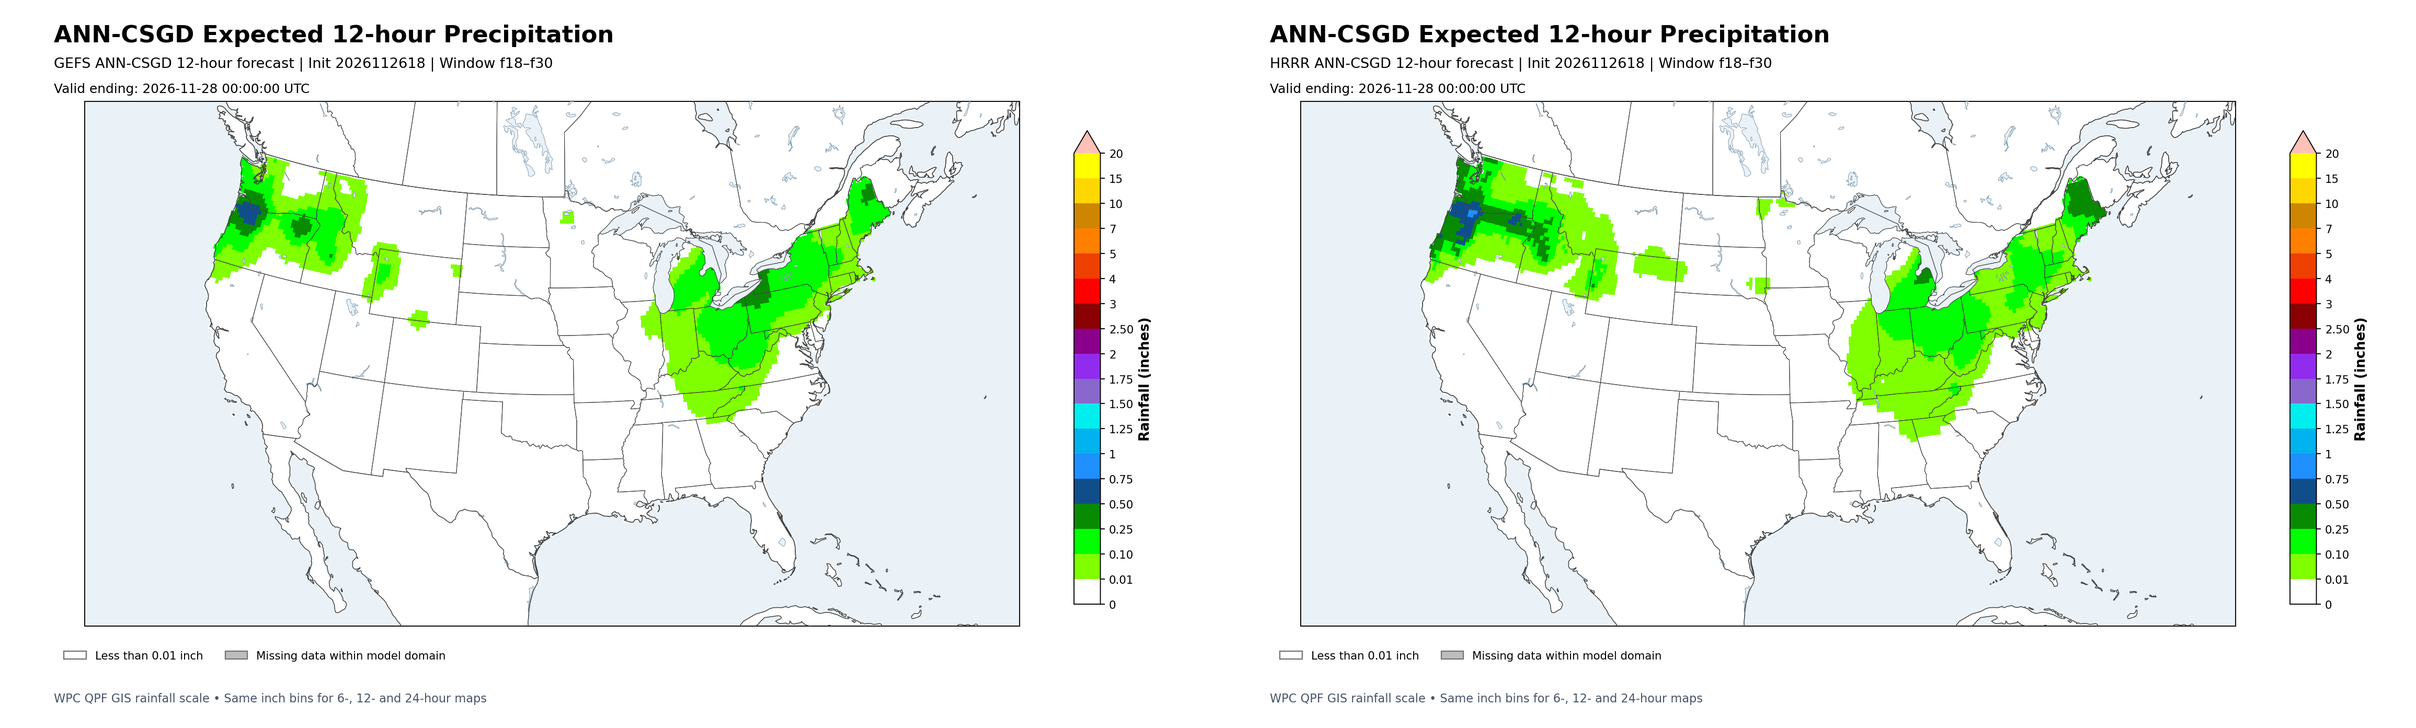 ANN-CSGD Expected 12-hour Precipitation
GEFS ANN-CSGD 12-hour forecast | Init 2026112618 | Window f18–f30
Valid ending: 2026-11-28 00:00:00 UTC
20
15
10
7
5
4
3
2.50
2
1.75
1.50
1.25
1
0.75
0.50
0.25
0.10
0.01
0
Rainfall (inches)
Less than 0.01 inch
Missing data within model domain
WPC QPF GIS rainfall scale • Same inch bins for 6-, 12- and 24-hour maps
ANN-CSGD Expected 12-hour Precipitation
HRRR ANN-CSGD 12-hour forecast | Init 2026112618 | Window f18–f30
Valid ending: 2026-11-28 00:00:00 UTC
20
15
10
7
5
4
3
2.50
2
1.75
1.50
1.25
1
0.75
0.50
0.25
0.10
0.01
0
Rainfall (inches)
Less than 0.01 inch
Missing data within model domain
WPC QPF GIS rainfall scale • Same inch bins for 6-, 12- and 24-hour maps